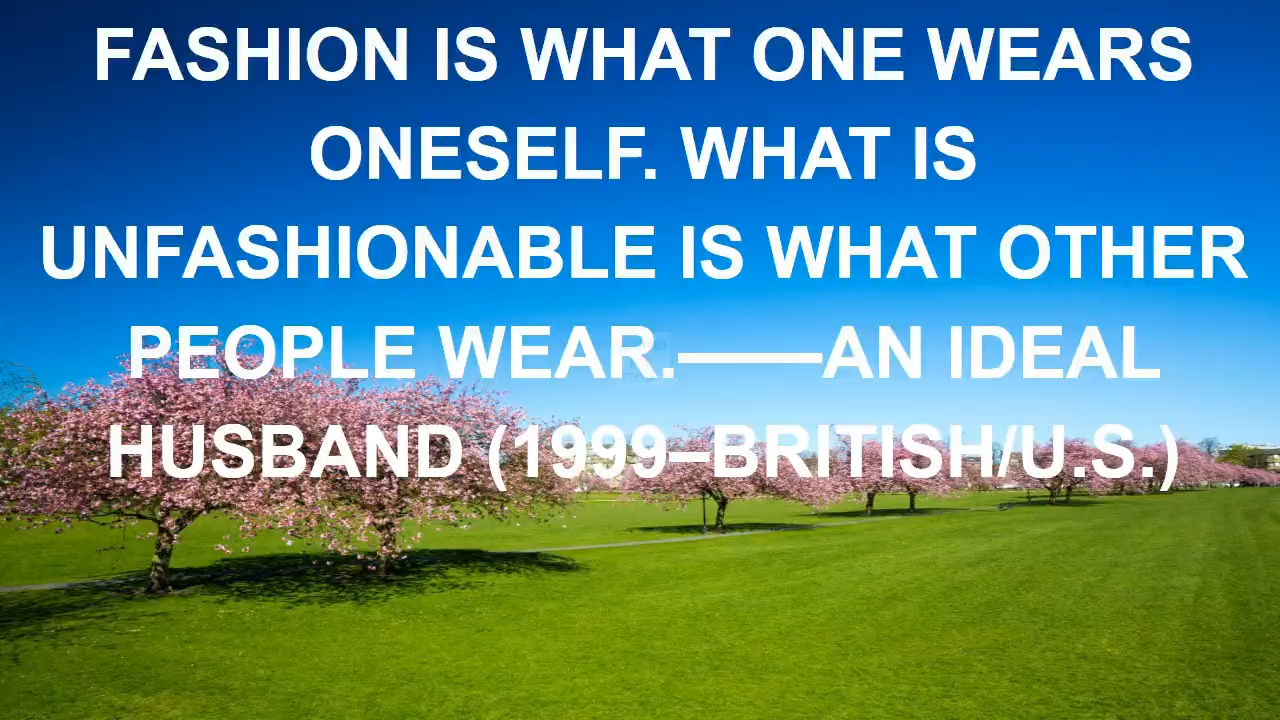 FASHION IS WHAT ONE WEARS
ONESELF. WHAT IS
UNFASHIONABLE IS WHAT OTHER
PEOPLE WEAR.——AN IDEAL
HUSBAND (1999–BRITISH/U.S.)